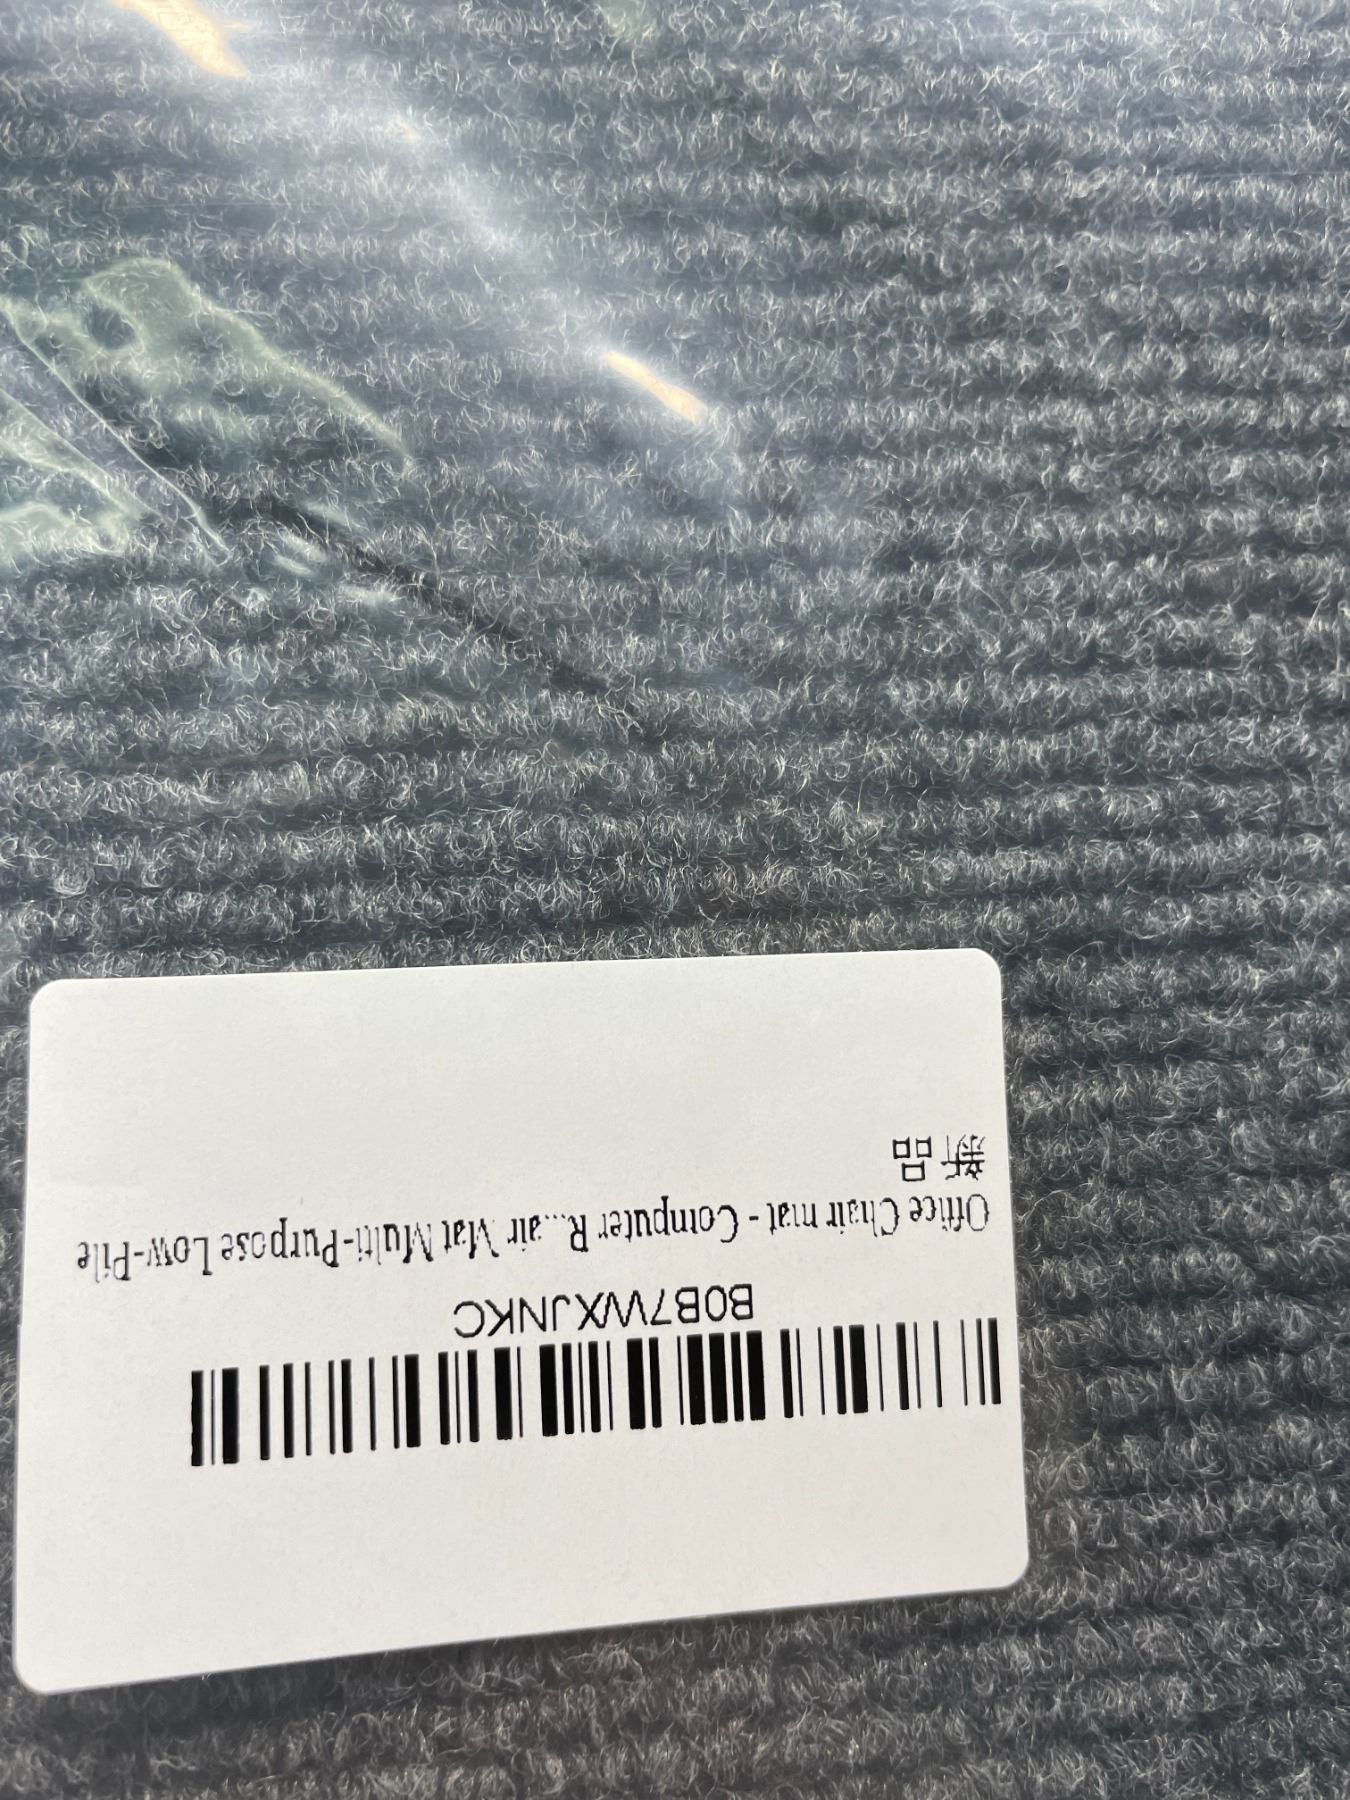 B0B7WXJNKC
Office Chair mat - Computer R...air Mat Multi-Purpose Low-Pile
新品